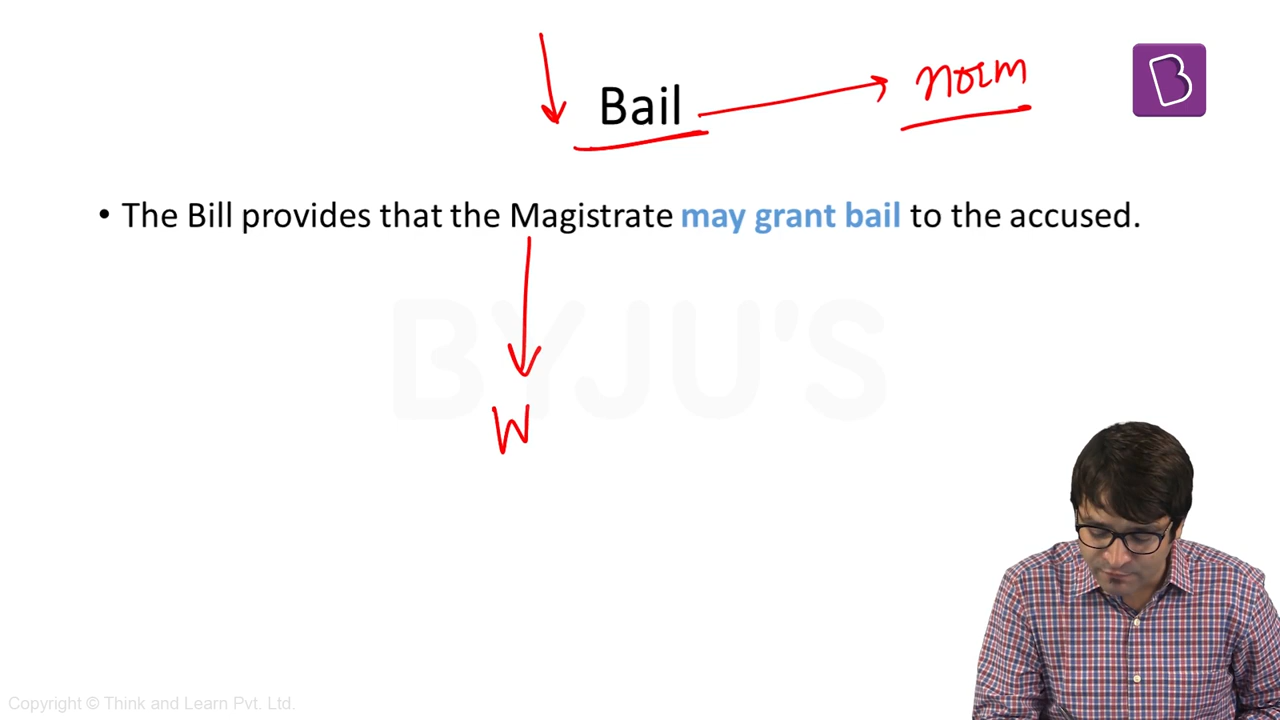 Bail
norm
• The Bill provides that the Magistrate may grant bail to the accused.
BYJU'S
W
Copyright © Think and Learn Pvt. Ltd.